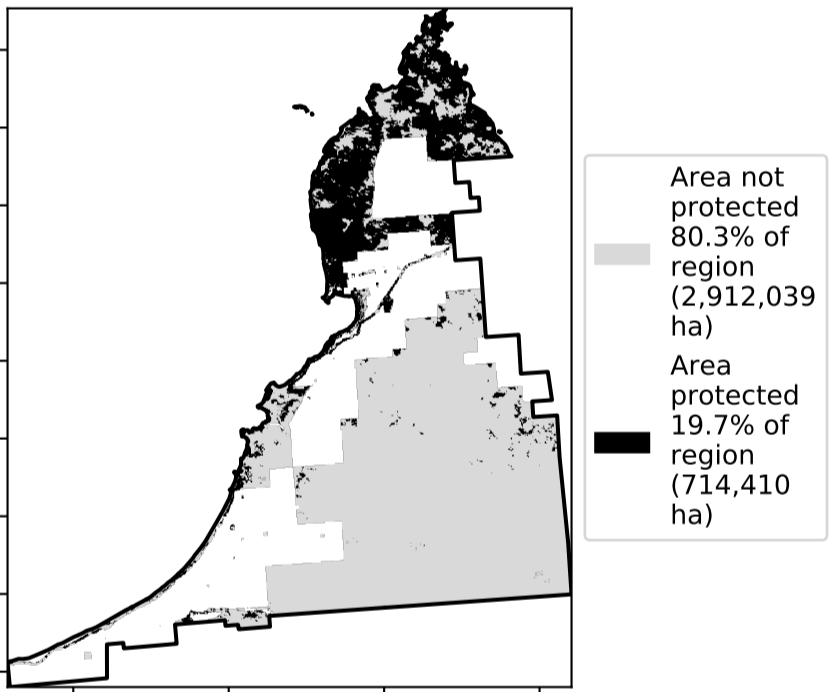 Area not
protected
80.3% of
region
(2,912,039
ha)
Area
protected
19.7% of
region
(714,410
ha)